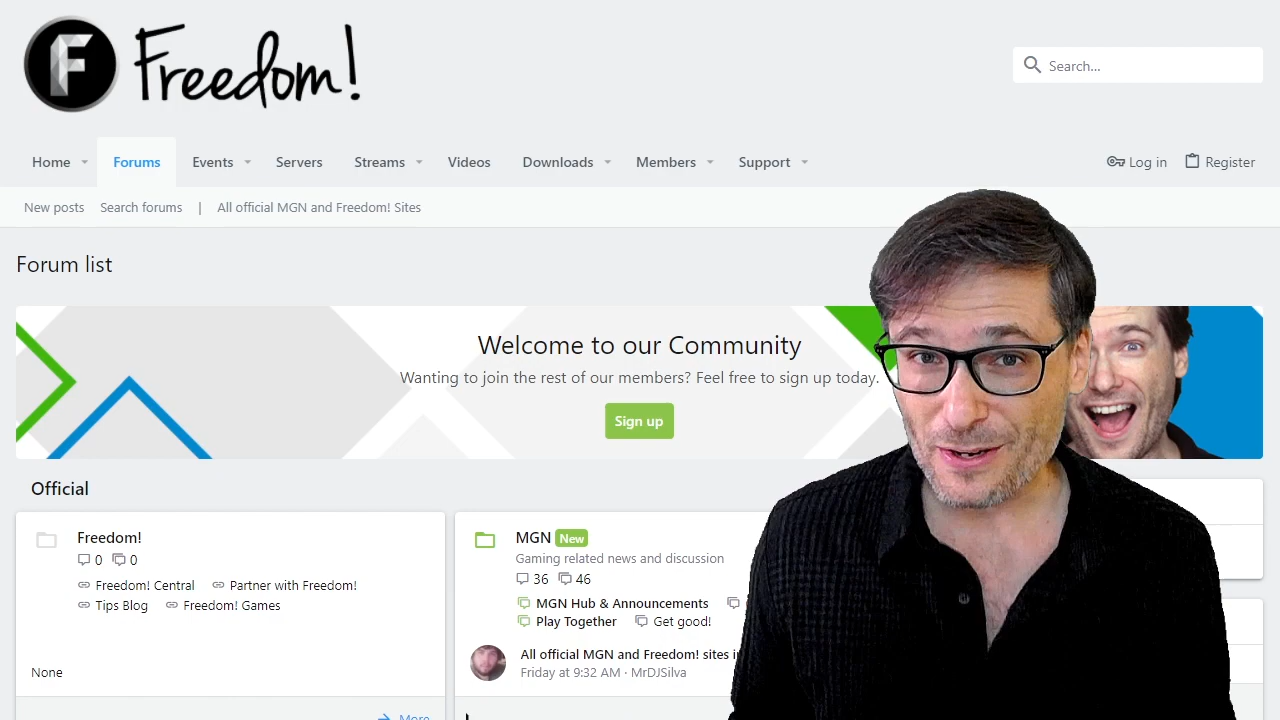 F Freedom!
Search...
Home Forums Events Servers Streams Videos Downloads Members Support Log in Register
New posts Search forums | All official MGN and Freedom! Sites
Forum list
Welcome to our Community
Wanting to join the rest of our members? Feel free to sign up today.
Sign up
Official
Freedom!
0 0
Freedom! Central Partner with Freedom!
Tips Blog Freedom! Games
None
More
MGN New
Gaming related news and discussion
36 46
MGN Hub & Announcements
Play Together Get good!
All official MGN and Freedom! sites
Friday at 9:32 AM · MrDJSilva